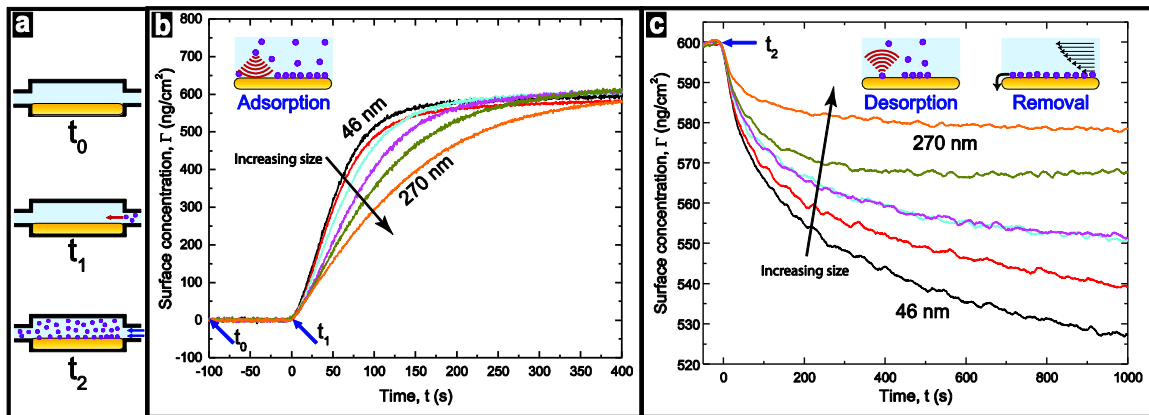 a
t0
t1
t2
b
Adsorption
46 nm
Increasing size
270 nm
t0
t1
Surface concentration, Γ (ng/cm²)
800
700
600
500
400
300
200
100
0
-100
-100
-50
0
50
100
150
200
250
300
350
400
Time, t (s)
c
t2
Desorption
Removal
270 nm
Increasing size
46 nm
Surface concentration, Γ (ng/cm²)
600
590
580
570
560
550
540
530
520
0
200
400
600
800
1000
Time, t (s)